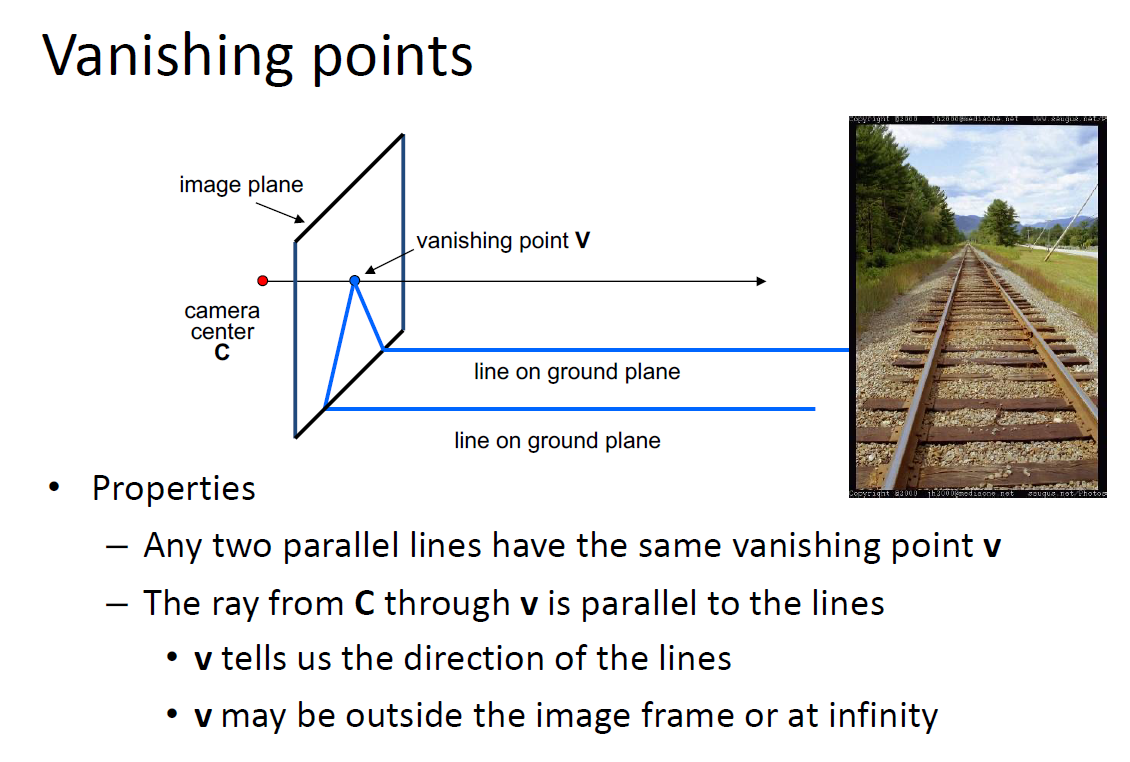 Vanishing points
Copyright @2000 jh2000@mediaone.net www.saugus.net/P
image plane
vanishing point V
camera
center
C
line on ground plane
line on ground plane
Copyright @2000 jh2000@mediaone.net saugus.net/Photos
• Properties
– Any two parallel lines have the same vanishing point v
– The ray from C through v is parallel to the lines
• v tells us the direction of the lines
• v may be outside the image frame or at infinity